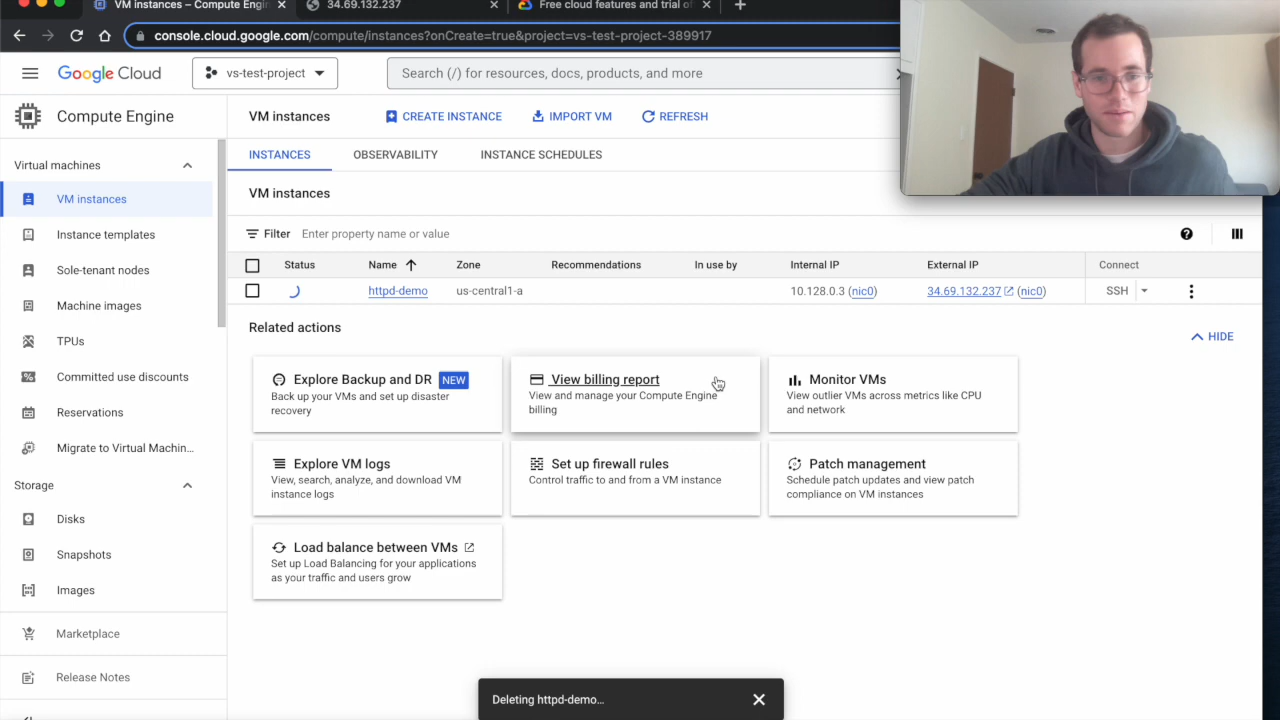 VM instances – Compute Engin
34.69.132.237
Free cloud features and trial of
console.cloud.google.com/compute/instances?onCreate=true&project=vs-test-project-389917
Google Cloud
vs-test-project
Search (/) for resources, docs, products, and more
Compute Engine
VM instances
CREATE INSTANCE
IMPORT VM
REFRESH
Virtual machines
VM instances
Instance templates
Sole-tenant nodes
Machine images
TPUs
Committed use discounts
Reservations
Migrate to Virtual Machin...
Storage
Disks
Snapshots
Images
Marketplace
Release Notes
INSTANCES
OBSERVABILITY
INSTANCE SCHEDULES
VM instances
Filter Enter property name or value
Status Name Zone Recommendations In use by Internal IP External IP Connect
httpd-demo us-central1-a 10.128.0.3 (nic0) 34.69.132.237 (nic0) SSH
Related actions
HIDE
Explore Backup and DR NEW
Back up your VMs and set up disaster
recovery
View billing report
View and manage your Compute Engine
billing
Monitor VMs
View outlier VMs across metrics like CPU
and network
Explore VM logs
View, search, analyze, and download VM
instance logs
Set up firewall rules
Control traffic to and from a VM instance
Patch management
Schedule patch updates and view patch
compliance on VM instances
Load balance between VMs
Set up Load Balancing for your applications
as your traffic and users grow
Deleting httpd-demo...